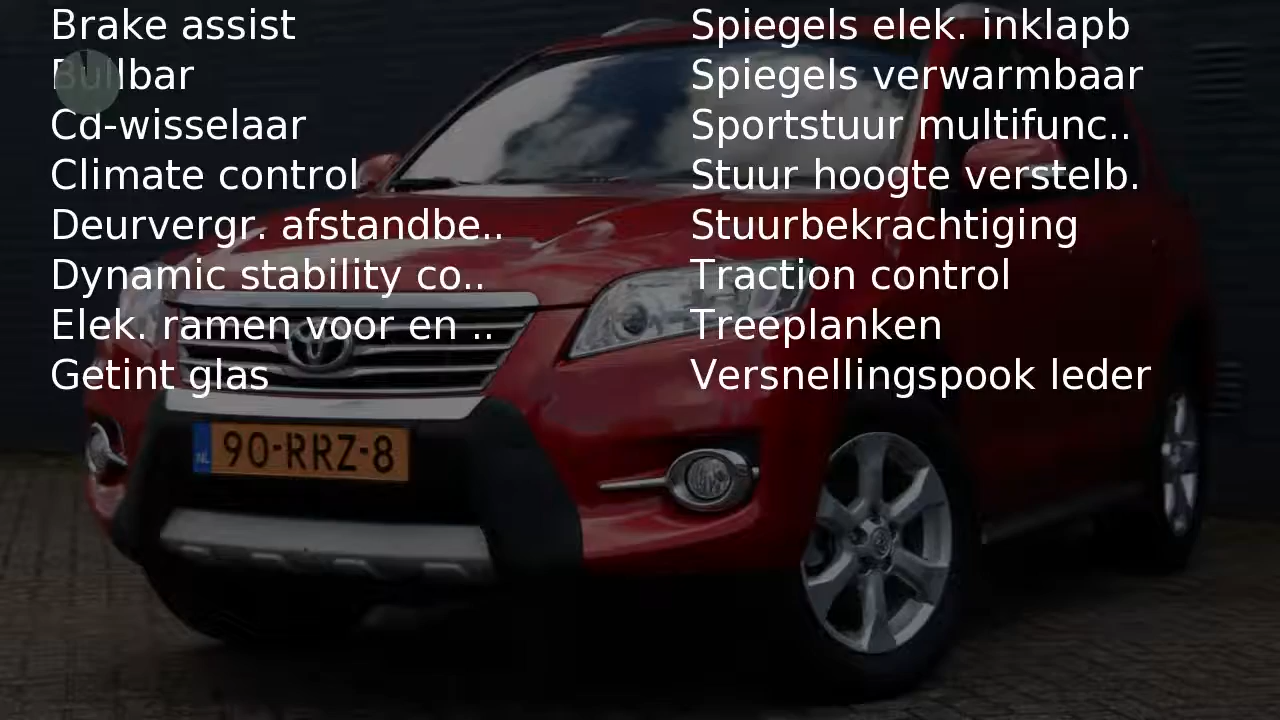 Brake assist
Bullbar
Cd-wisselaar
Climate control
Deurvergr. afstandbe..
Dynamic stability co..
Elek. ramen voor en ..
Getint glas
Spiegels elek. inklapb
Spiegels verwarmbaar
Sportstuur multifunc..
Stuur hoogte verstelb.
Stuurbekrachtiging
Traction control
Treeplanken
Versnellingspook leder
NL 90-RRZ-8